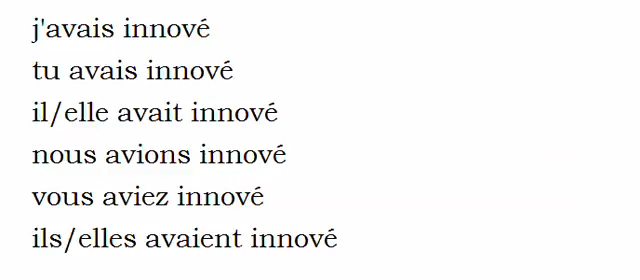 j'avais innové
tu avais innové
il/elle avait innové
nous avions innové
vous aviez innové
ils/elles avaient innové